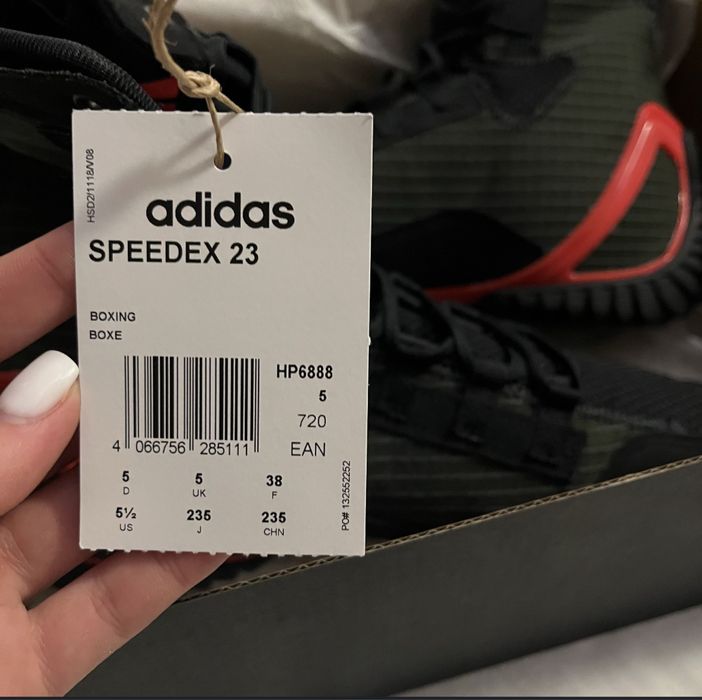 HSD2/1118/V08
adidas
SPEEDEX 23
BOXING
BOXE
HP6888
5
720
4 066756 285111 EAN
5 5 38
D UK F
5½ 235 235
US J CHN
PO# 132552252